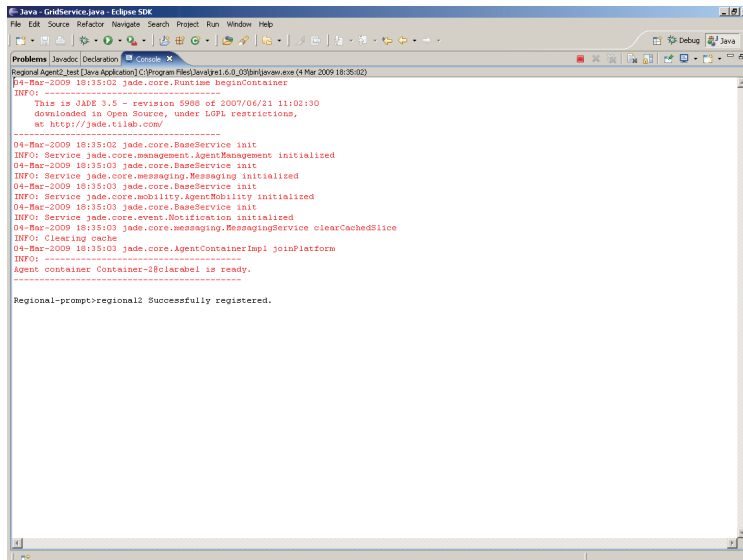 Java - GridService.java - Eclipse SDK
File Edit Source Refactor Navigate Search Project Run Window Help
Debug Java
Problems Javadoc Declaration Console
Regional Agent2_test [Java Application] C:\Program Files\Java\jre1.6.0_03\bin\javaw.exe (4 Mar 2009 18:35:02)
04-Mar-2009 18:35:02 jade.core.Runtime beginContainer
INFO: ----------------------------------
This is JADE 3.5 - revision 5988 of 2007/06/21 11:02:30
downloaded in Open Source, under LGPL restrictions,
at http://jade.tilab.com/
----------------------------------------
04-Mar-2009 18:35:02 jade.core.BaseService init
INFO: Service jade.core.management.AgentManagement initialized
04-Mar-2009 18:35:03 jade.core.BaseService init
INFO: Service jade.core.messaging.Messaging initialized
04-Mar-2009 18:35:03 jade.core.BaseService init
INFO: Service jade.core.mobility.AgentMobility initialized
04-Mar-2009 18:35:03 jade.core.BaseService init
INFO: Service jade.core.event.Notification initialized
04-Mar-2009 18:35:03 jade.core.messaging.MessagingService clearCachedSlice
INFO: Clearing cache
04-Mar-2009 18:35:03 jade.core.AgentContainerImpl joinPlatform
INFO: --------------------------------------
Agent container Container-2@clarabel is ready.
--------------------------------------------
Regional-prompt>regional2 Successfully registered.